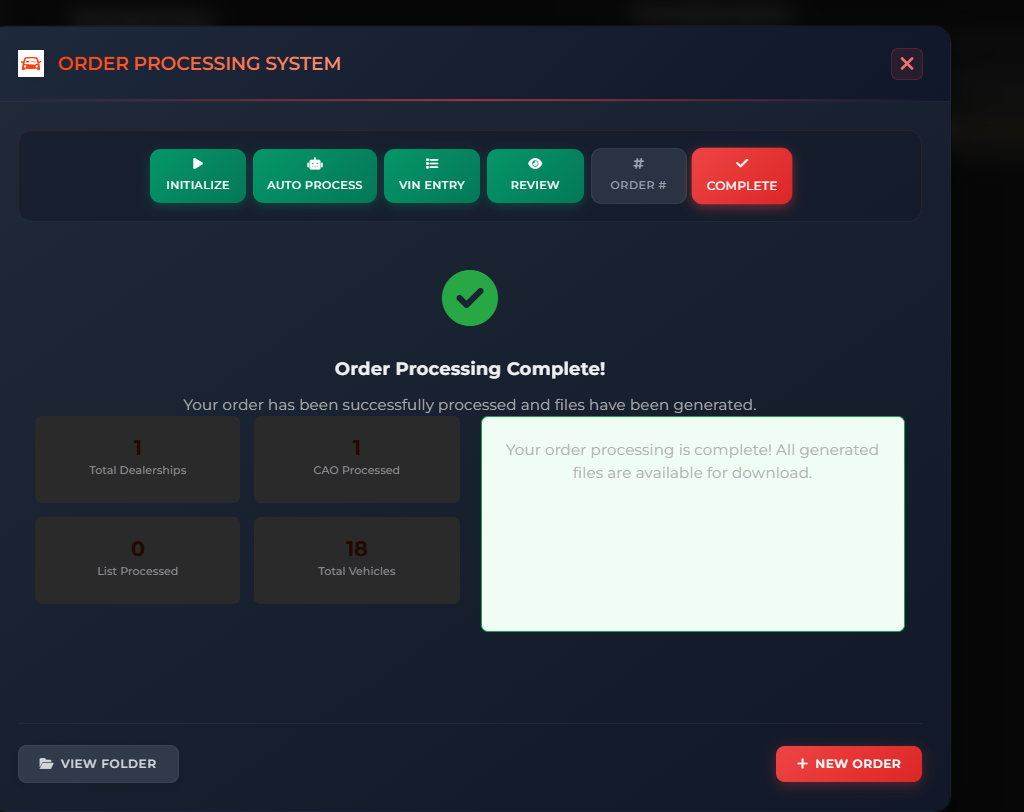 ORDER PROCESSING SYSTEM
INITIALIZE
AUTO PROCESS
VIN ENTRY
REVIEW
ORDER #
COMPLETE
Order Processing Complete!
Your order has been successfully processed and files have been generated.
1
Total Dealerships
1
CAO Processed
0
List Processed
18
Total Vehicles
Your order processing is complete! All generated
files are available for download.
VIEW FOLDER
NEW ORDER